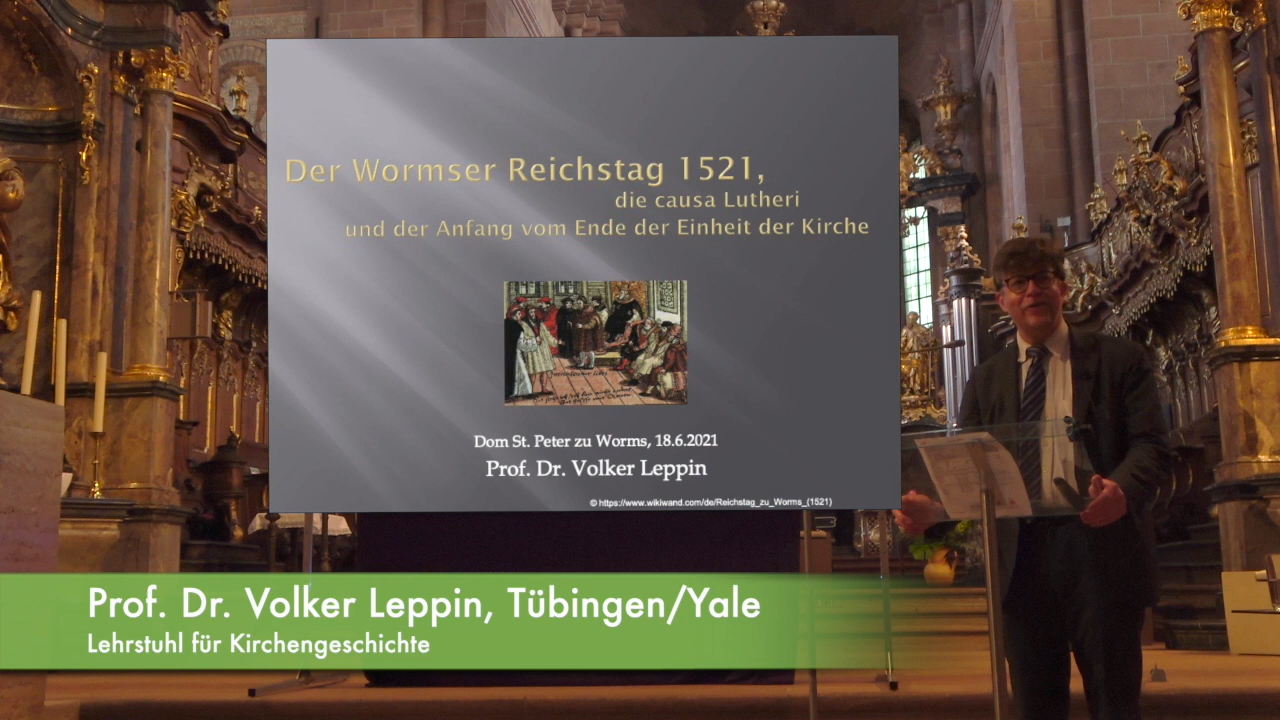 Der Wormser Reichstag 1521,
die causa Lutheri
und der Anfang vom Ende der Einheit der Kirche
Dom St. Peter zu Worms, 18.6.2021
Prof. Dr. Volker Leppin
© https://www.wikiwand.com/de/Reichstag_zu_Worms_(1521)
Prof. Dr. Volker Leppin, Tübingen/Yale
Lehrstuhl für Kirchengeschichte